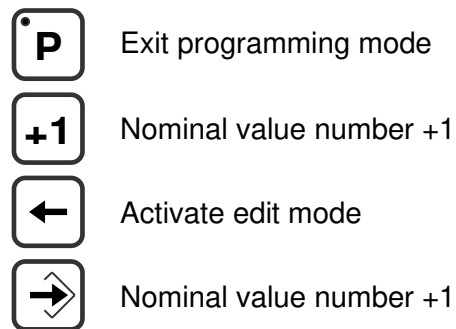 P Exit programming mode
+1 Nominal value number +1
Activate edit mode
Nominal value number +1